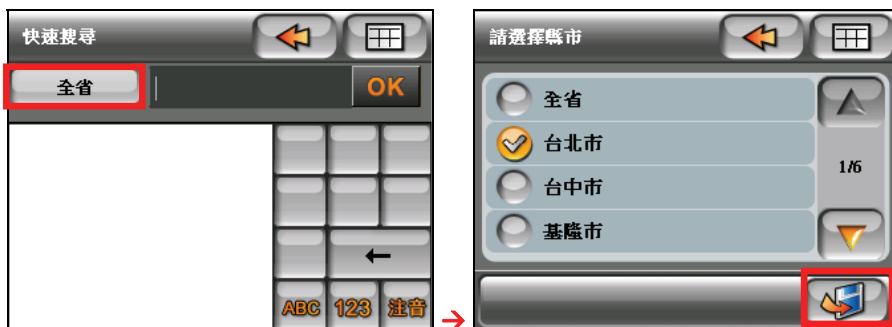 快速搜尋
全省
OK
←
ABC 123 注音
→
請選擇縣市
全省
台北市
台中市
基隆市
1/6